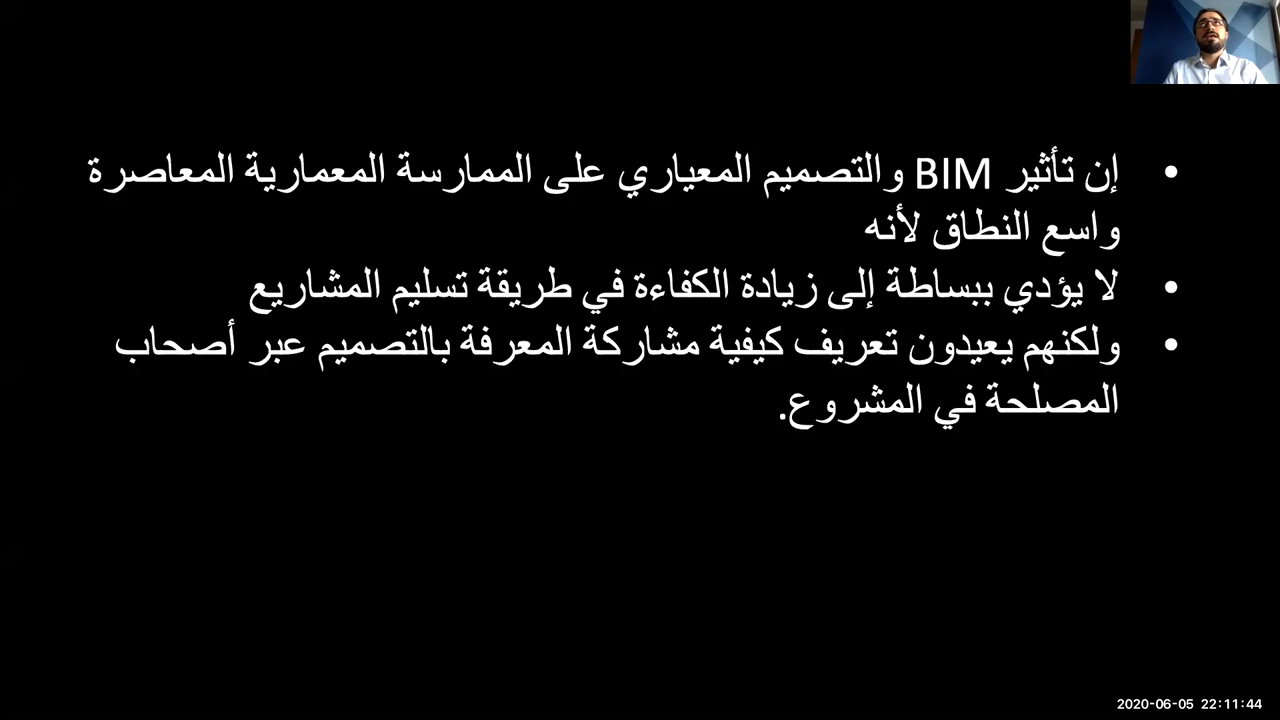 • إن تأثير BIM والتصميم المعياري على الممارسة المعمارية المعاصرة
واسع النطاق لأنه
• لا يؤدي ببساطة إلى زيادة الكفاءة في طريقة تسليم المشاريع
• ولكنهم يعيدون تعريف كيفية مشاركة المعرفة بالتصميم عبر أصحاب
المصلحة في المشروع.
2020-06-05 22:11:44